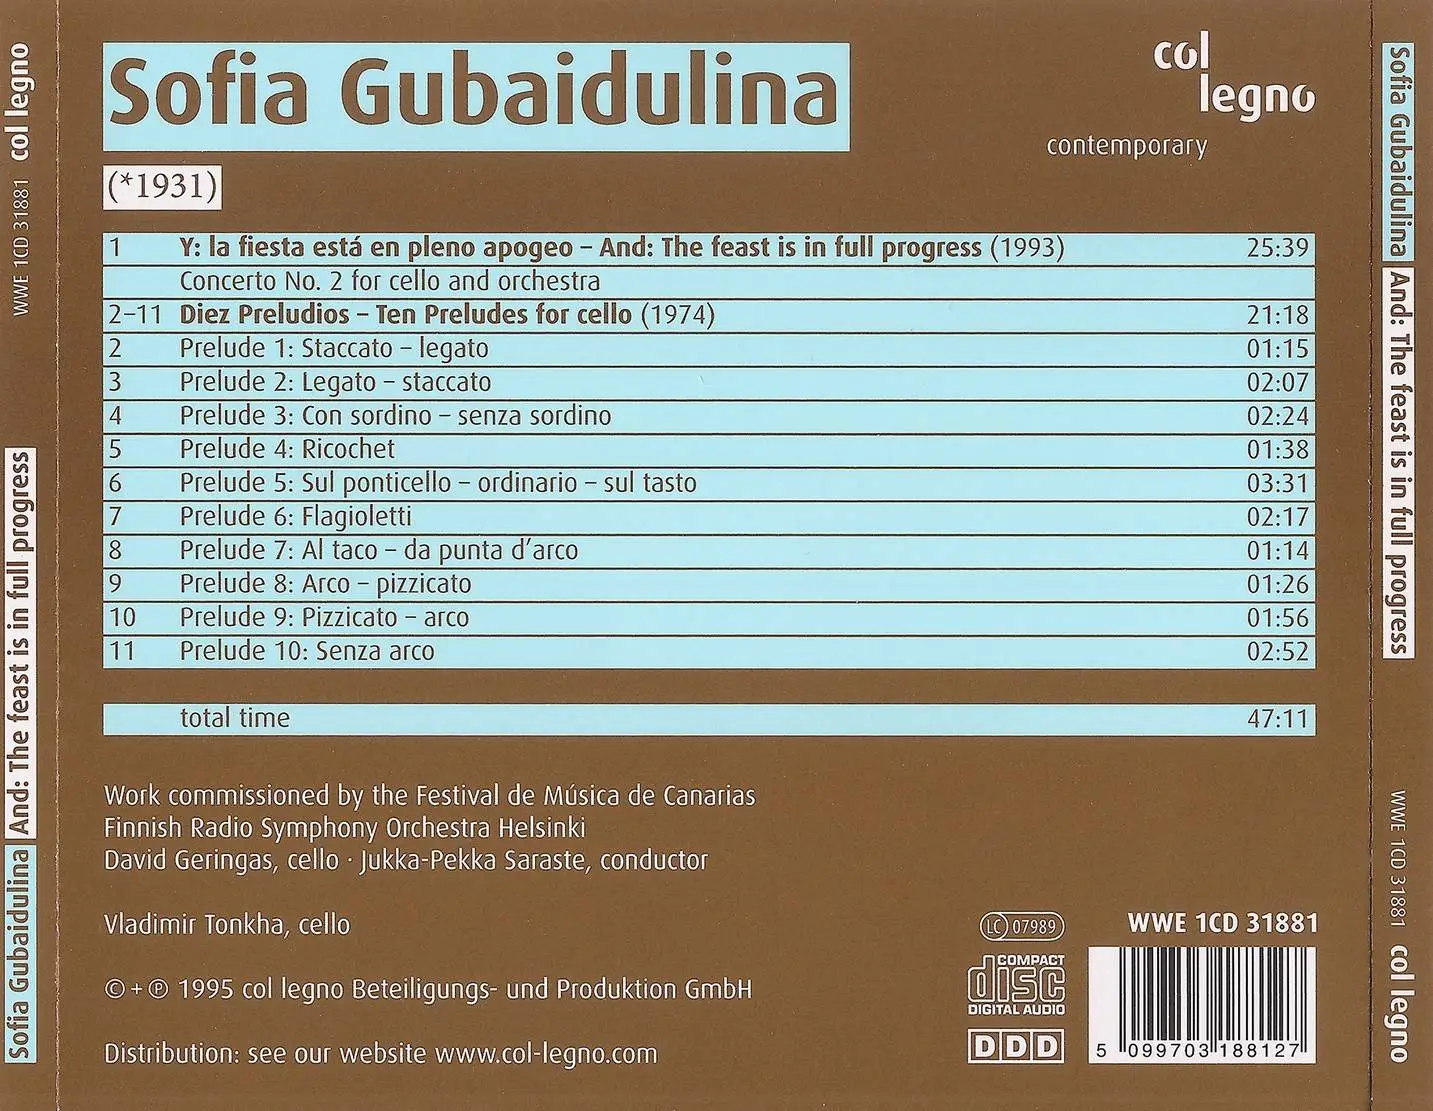 col legno
WWE 1CD 31881
And: The feast is in full progress
Sofia Gubaidulina
Sofia Gubaidulina
(*1931)
col
legno
contemporary
1 Y: la fiesta está en pleno apogeo – And: The feast is in full progress (1993) 25:39
Concerto No. 2 for cello and orchestra
2–11 Diez Preludios – Ten Preludes for cello (1974) 21:18
2 Prelude 1: Staccato – legato 01:15
3 Prelude 2: Legato – staccato 02:07
4 Prelude 3: Con sordino – senza sordino 02:24
5 Prelude 4: Ricochet 01:38
6 Prelude 5: Sul ponticello – ordinario – sul tasto 03:31
7 Prelude 6: Flagioletti 02:17
8 Prelude 7: Al taco – da punta d’arco 01:14
9 Prelude 8: Arco – pizzicato 01:26
10 Prelude 9: Pizzicato – arco 01:56
11 Prelude 10: Senza arco 02:52
total time 47:11
Work commissioned by the Festival de Música de Canarias
Finnish Radio Symphony Orchestra Helsinki
David Geringas, cello · Jukka-Pekka Saraste, conductor
Vladimir Tonkha, cello
© + ℗ 1995 col legno Beteiligungs- und Produktion GmbH
Distribution: see our website www.col-legno.com
LC 07989
COMPACT
disc
DIGITAL AUDIO
DDD
WWE 1CD 31881
5 099703 188127
Sofia Gubaidulina
And: The feast is in full progress
WWE 1CD 31881
col legno